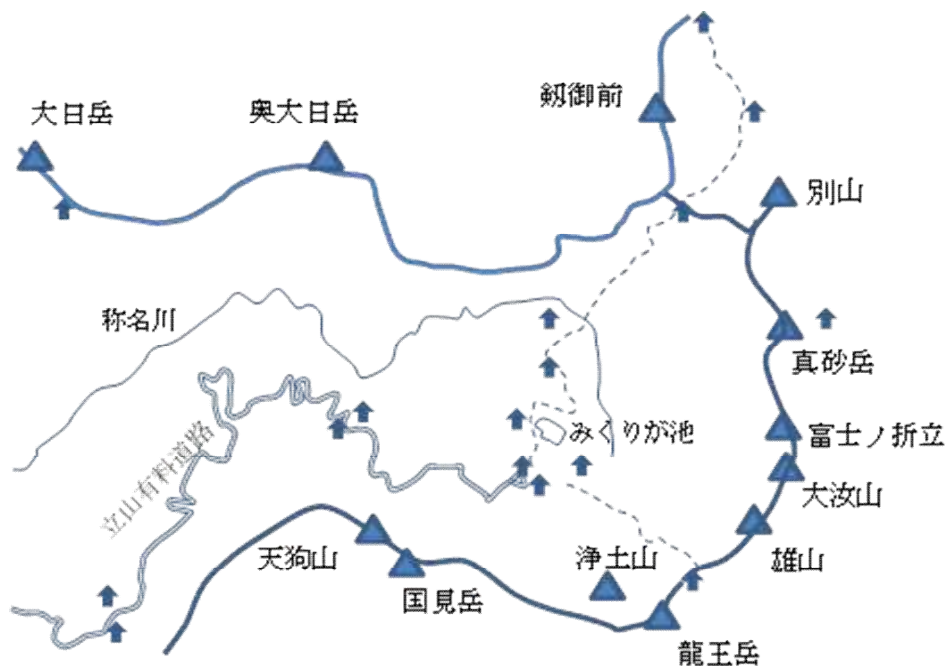 大日岳
奥大日岳
剱御前
別山
称名川
真砂岳
みくりが池
富士ノ折立
立山有料道路
大汝山
天狗山
浄土山
雄山
国見岳
龍王岳